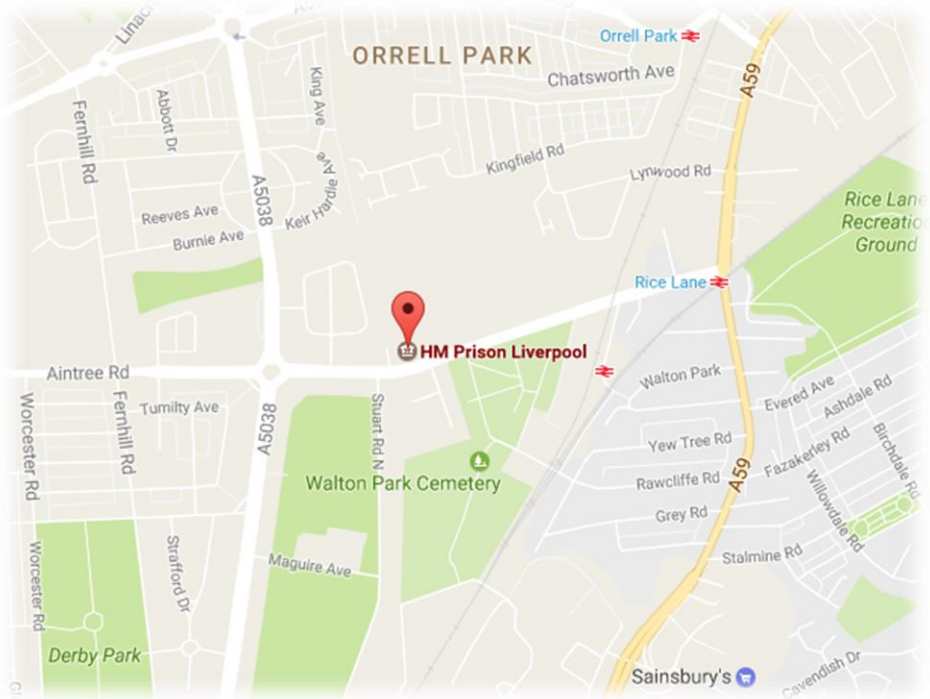 Linac
Orrell Park
ORRELL PARK
Chatsworth Ave
A59
King Ave
Abbott Dr
Fernhill Rd
Kingfield Rd
Lynwood Rd
A5038
Keir Hardie Ave
Reeves Ave
Burnie Ave
Rice Lane
Recreatio
Ground
Rice Lane
HM Prison Liverpool
Aintree Rd
Walton Park
Evered Ave
Ashdale Rd
Worcester Rd
Fernhill Rd
Tumilty Ave
A5038
Stuart Rd N
Yew Tree Rd
Fazakerley Rd
Birchdale Rd
Walton Park Cemetery
Rawcliffe Rd
A59
Willowdale Rd
Grey Rd
Worcester Rd
Strafford Dr
Maguire Ave
Stalmine Rd
Derby Park
Sainsbury's
Cavendish Dr